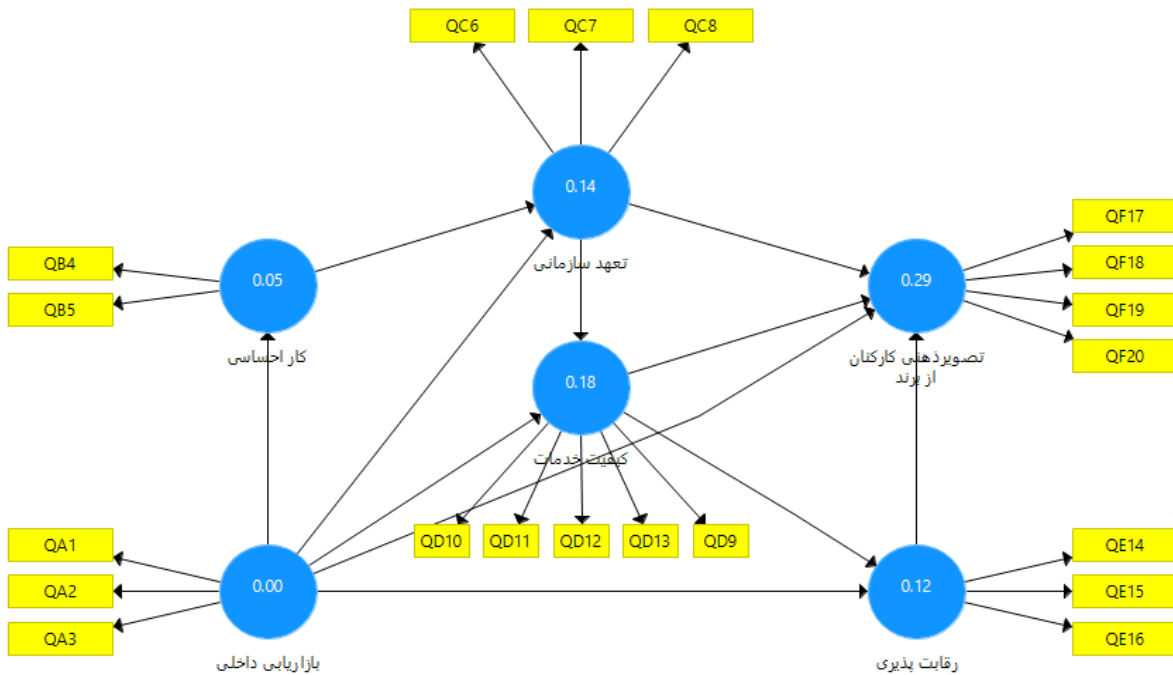 QC6 QC7 QC8
0.14
تعهد سازمانی
QB4
QB5
0.05
کار احساسی
0.29
تصویرذهنی کارکنان
از برند
QF17
QF18
QF19
QF20
0.18
کیفیت خدمات
QD10 QD11 QD12 QD13 QD9
QA1
QA2
QA3
0.00
بازاریابی داخلی
0.12
رقابت پذیری
QE14
QE15
QE16